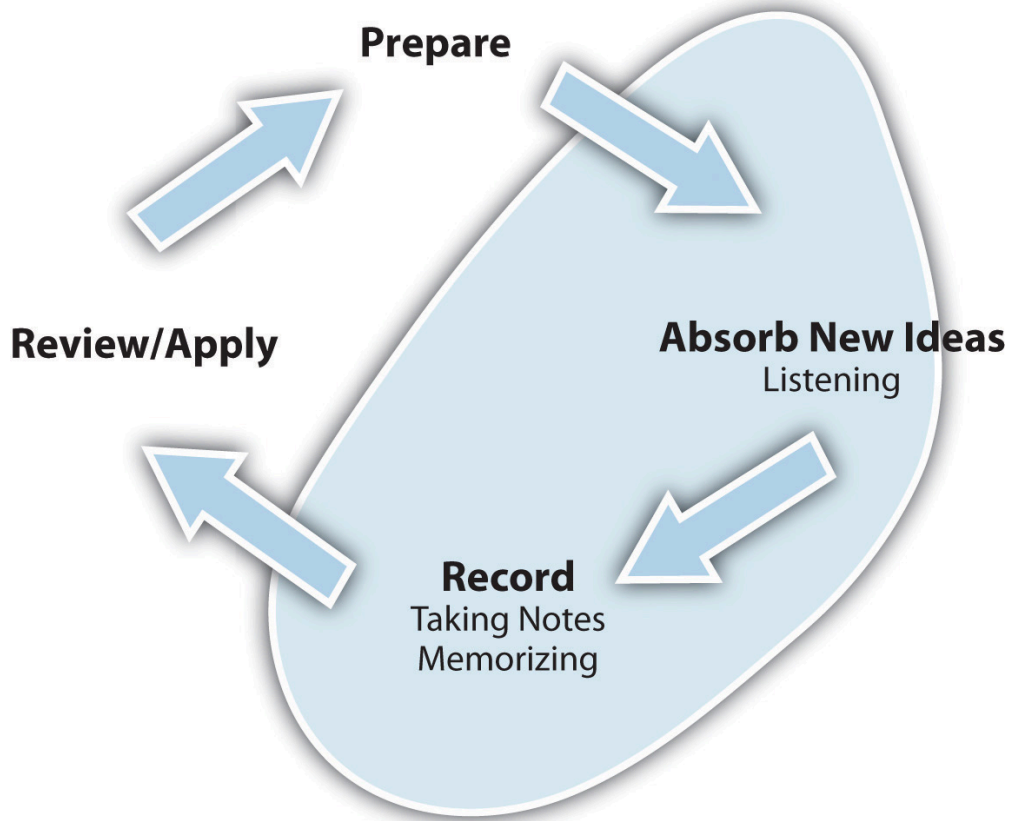 Prepare
Absorb New Ideas
Listening
Record
Taking Notes
Memorizing
Review/Apply